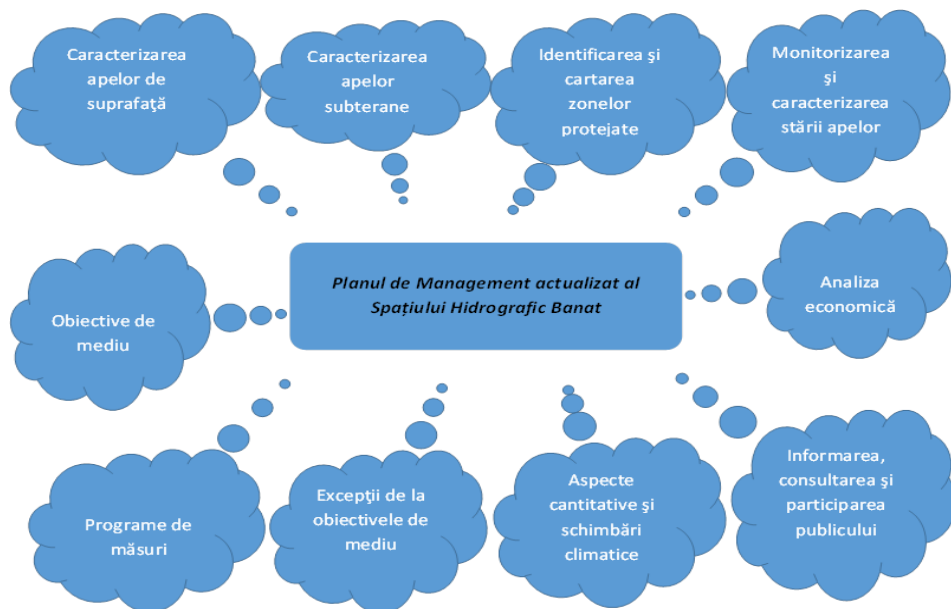 Caracterizarea
apelor de
suprafaţă
Caracterizarea
apelor
subterane
Identificarea şi
cartarea
zonelor
protejate
Monitorizarea
şi
caracterizarea
stării apelor
Planul de Management actualizat al
Spațiului Hidrografic Banat
Obiective de
mediu
Analiza
economică
Programe de
măsuri
Excepţii de la
obiectivele de
mediu
Aspecte
cantitative şi
schimbări
climatice
Informarea,
consultarea şi
participarea
publicului